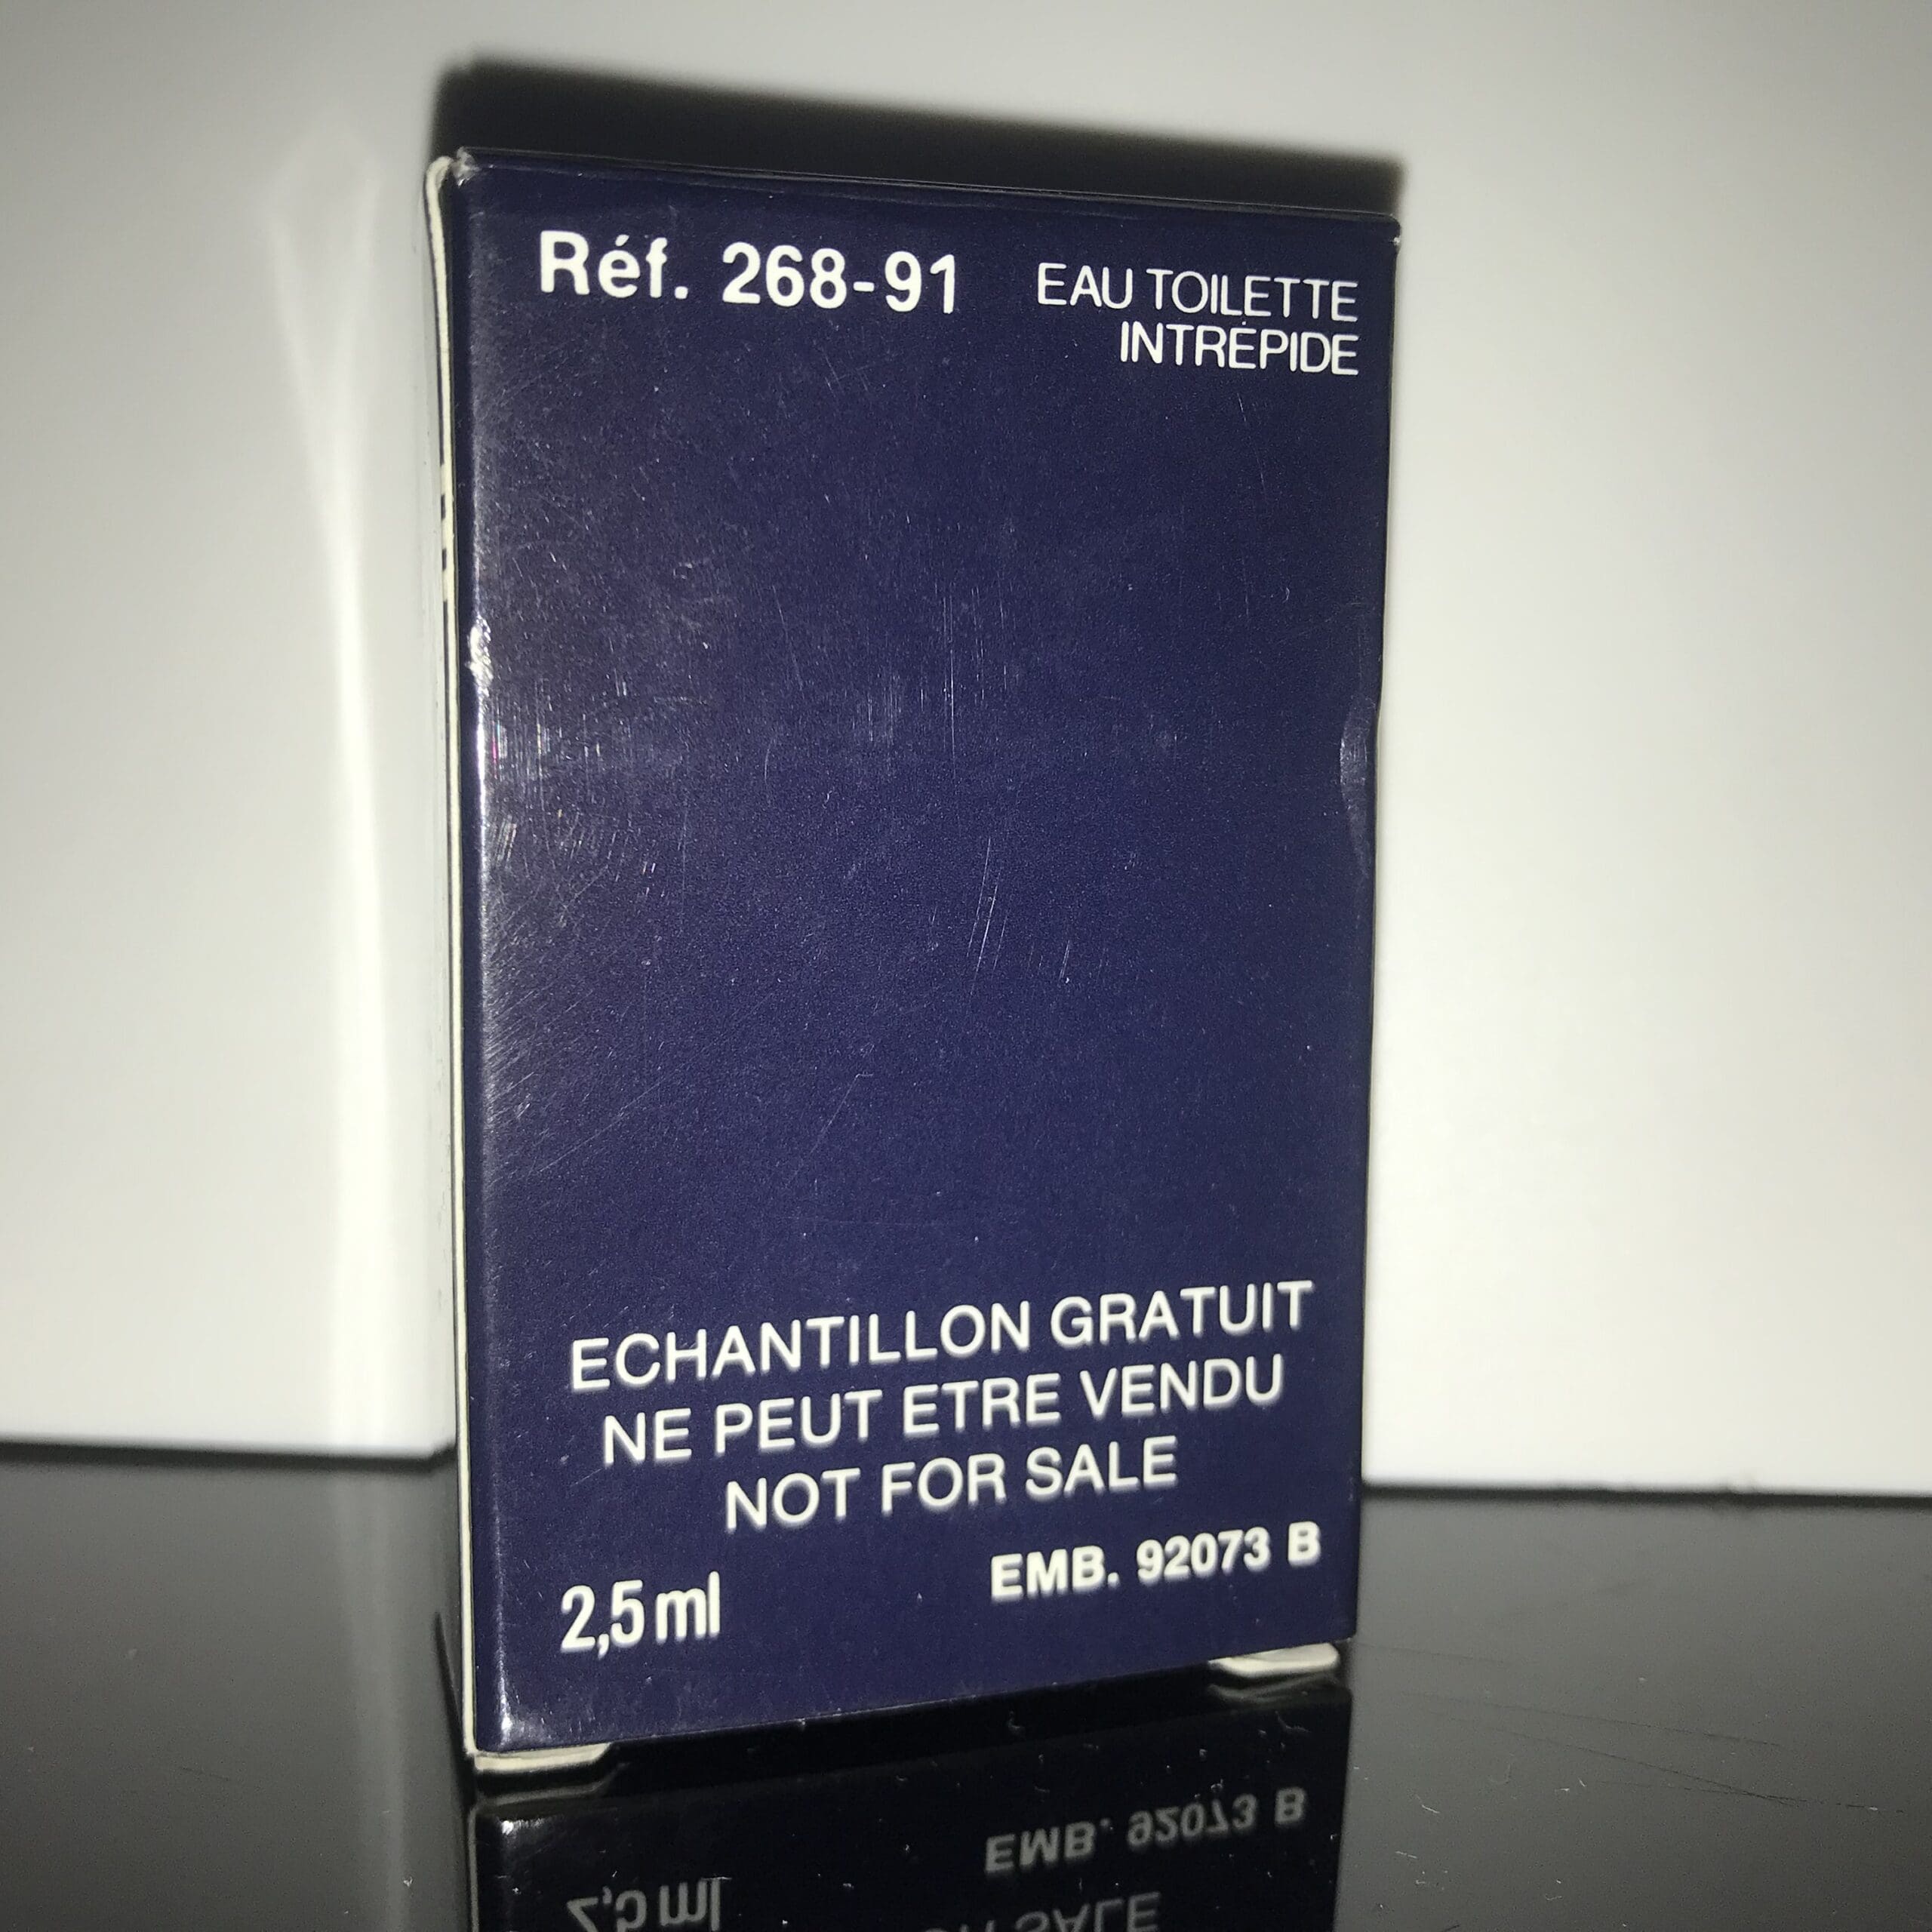 Réf. 268-91
EAU TOILETTE
INTRÉPIDE
ECHANTILLON GRATUIT
NE PEUT ETRE VENDU
NOT FOR SALE
EMB. 92073 B
2,5 ml